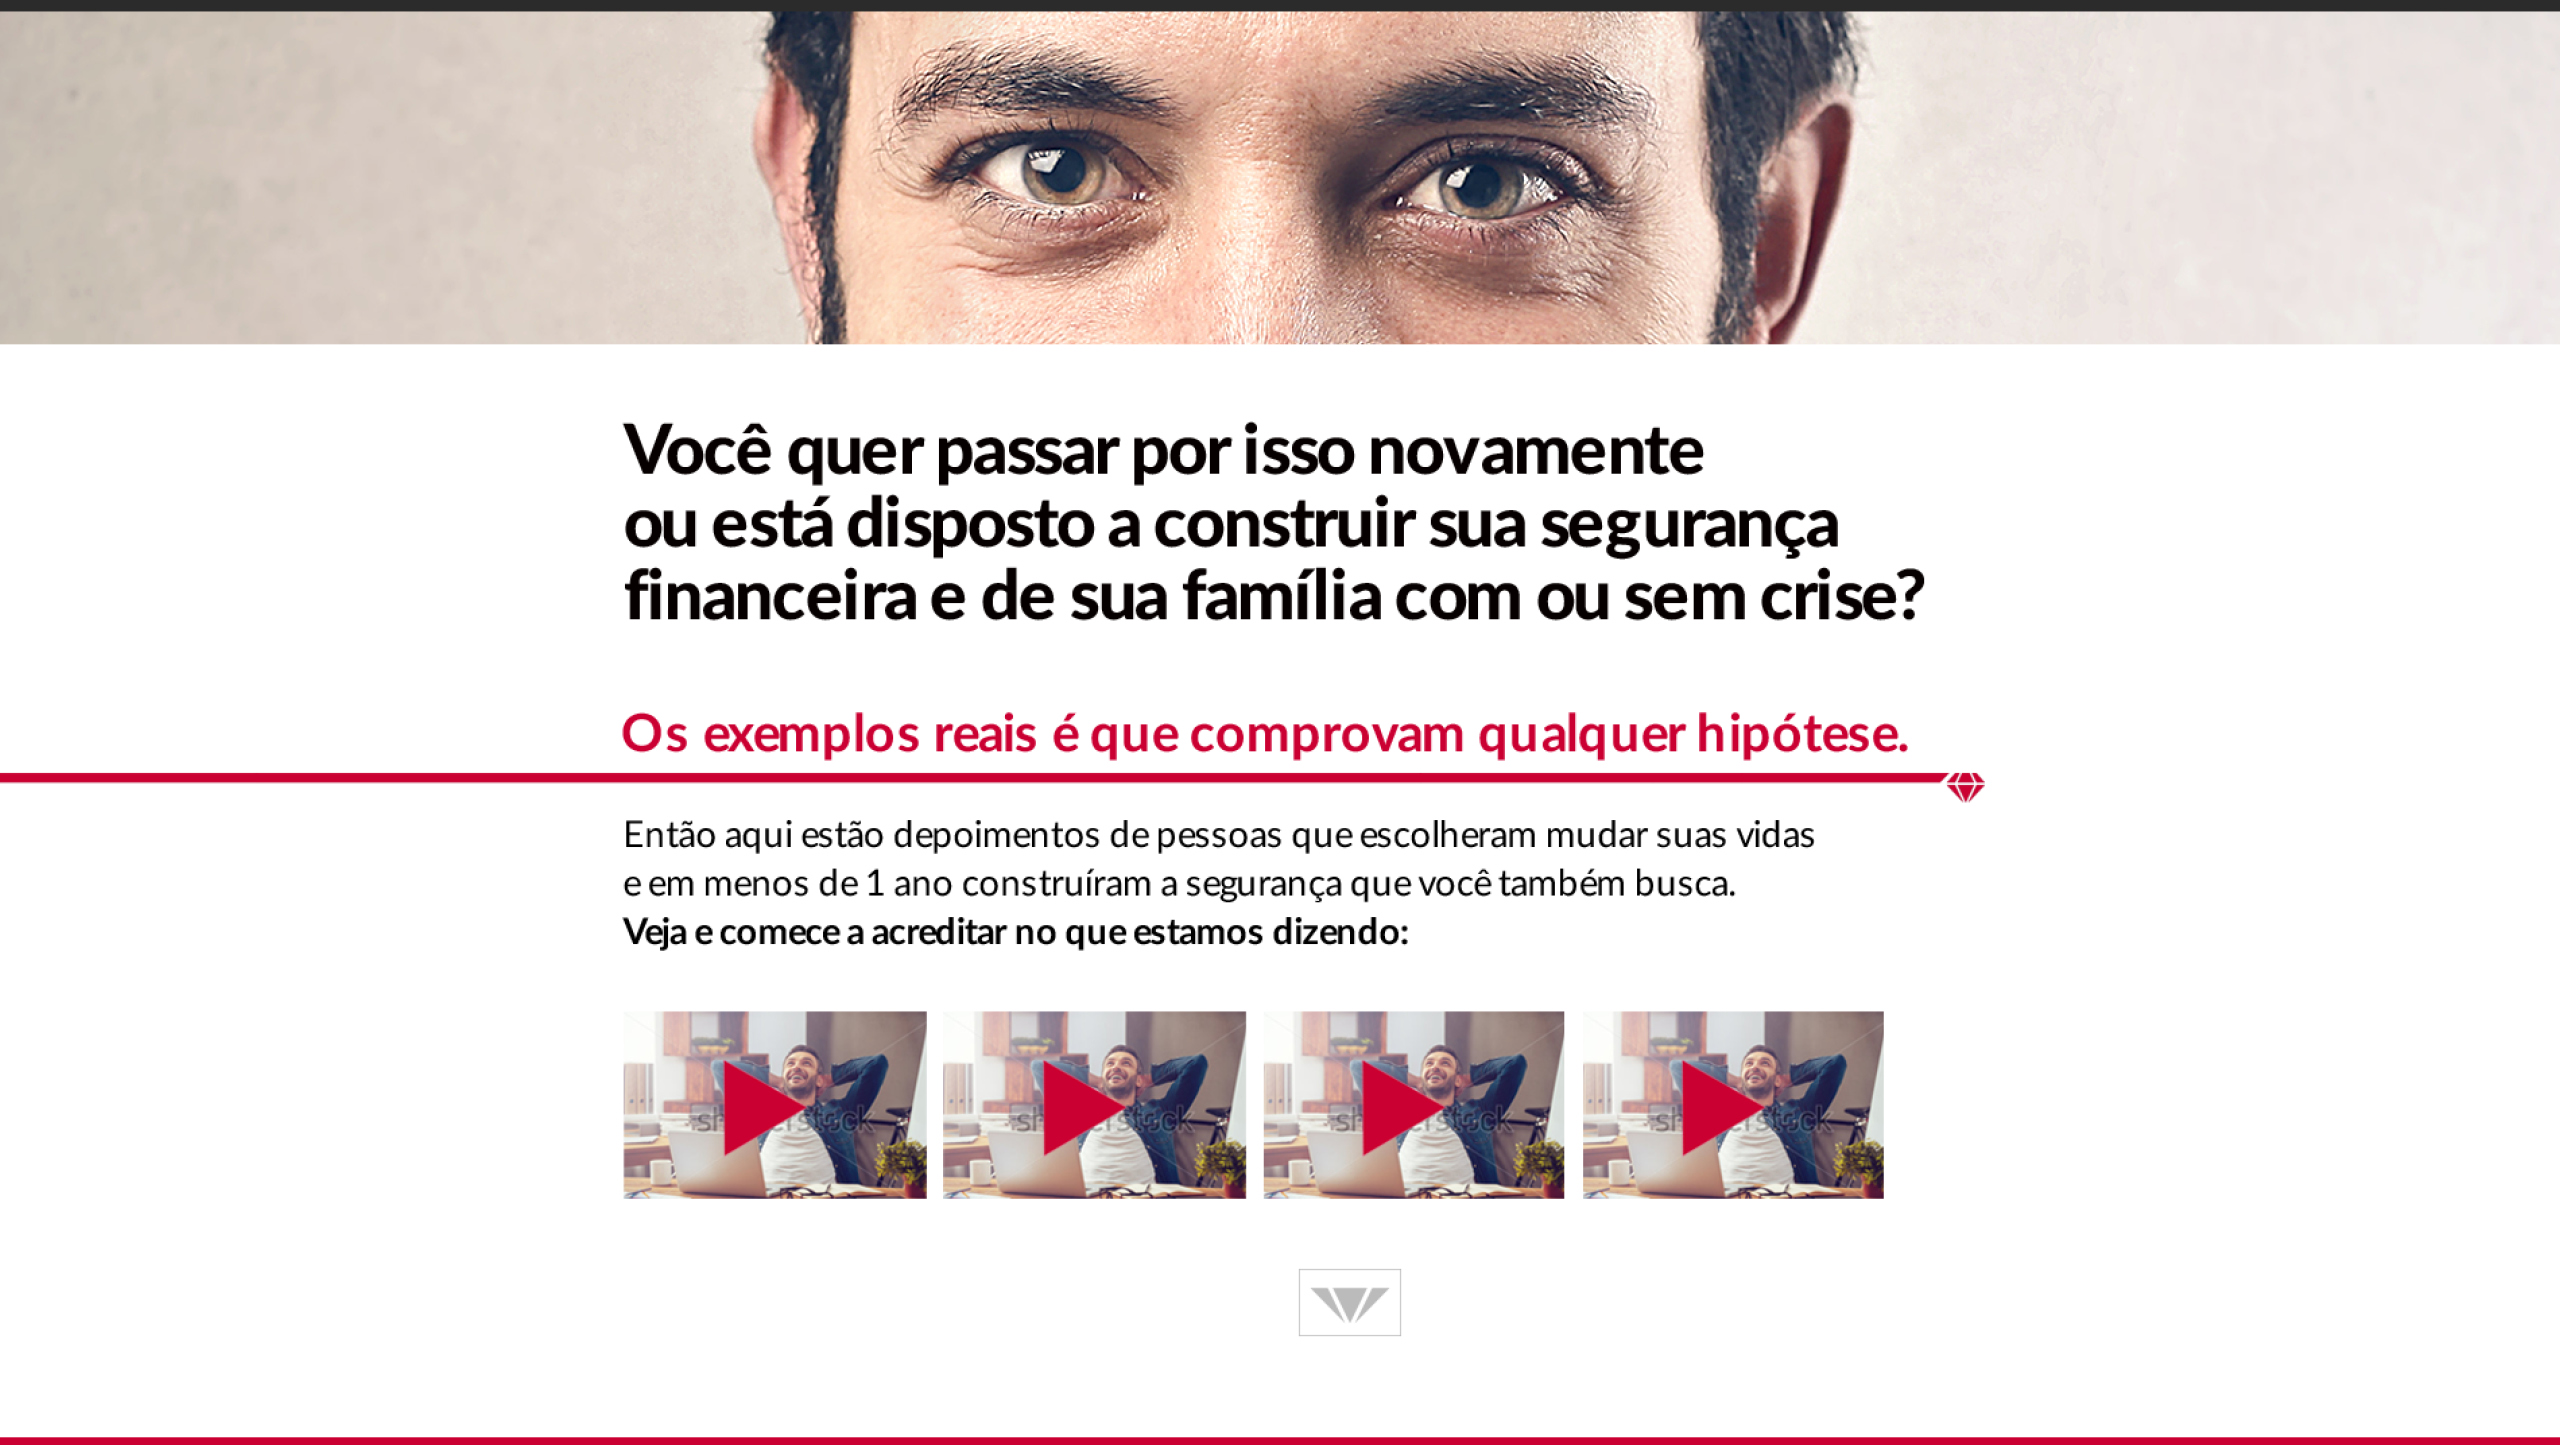 Você quer passar por isso novamente
ou está disposto a construir sua segurança
financeira e de sua família com ou sem crise?
Os exemplos reais é que comprovam qualquer hipótese.
Então aqui estão depoimentos de pessoas que escolheram mudar suas vidas
e em menos de 1 ano construíram a segurança que você também busca.
Veja e comece a acreditar no que estamos dizendo: